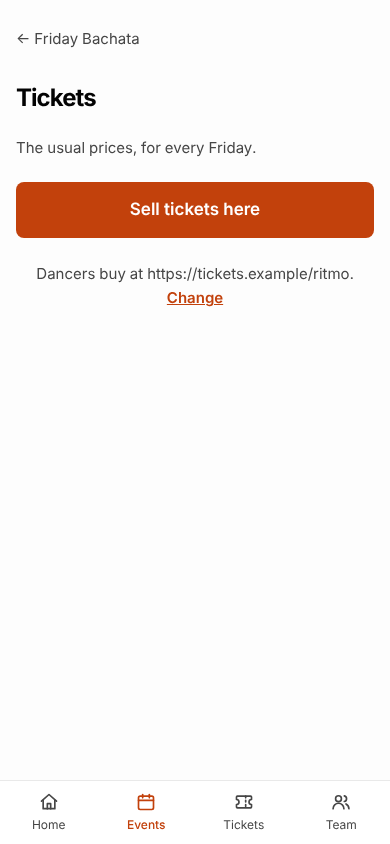 ← Friday Bachata
Tickets
The usual prices, for every Friday.
Sell tickets here
Dancers buy at https://tickets.example/ritmo.
Change
Home
Events
Tickets
Team